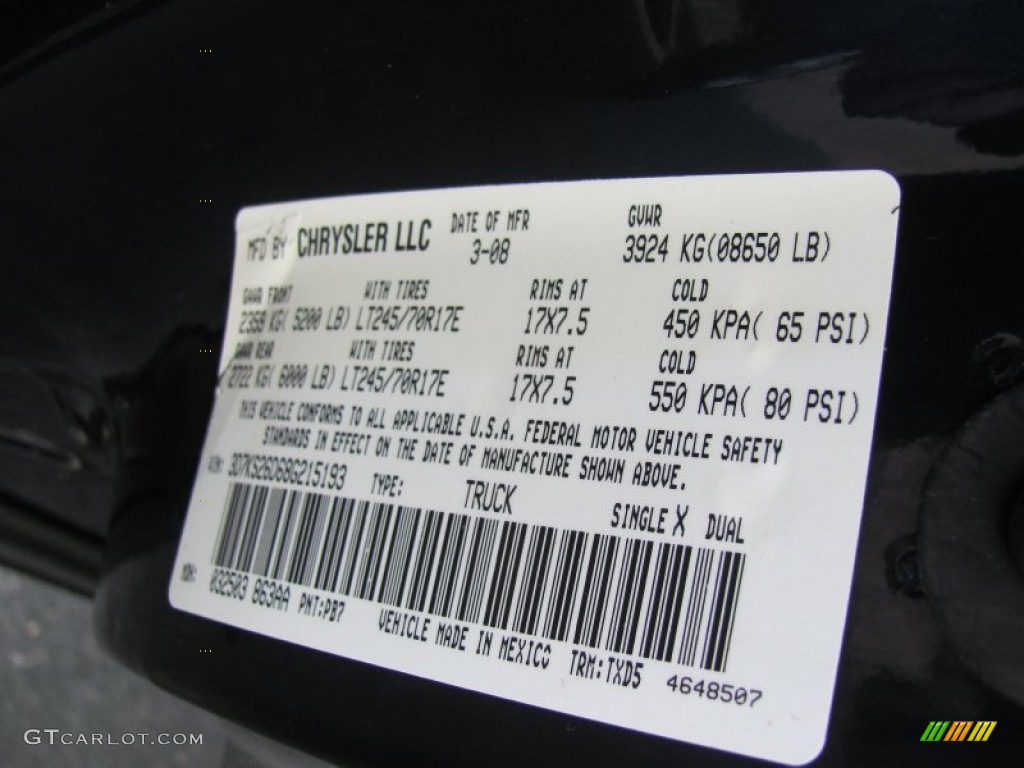 MFD BY CHRYSLER LLC DATE OF MFR 3-08 GVWR 3924 KG(08650 LB)
GAWR FRONT WITH TIRES RIMS AT COLD
2359 KG( 5200 LB) LT245/70R17E 17X7.5 450 KPA( 65 PSI)
GAWR REAR WITH TIRES RIMS AT COLD
2722 KG( 6000 LB) LT245/70R17E 17X7.5 550 KPA( 80 PSI)
THIS VEHICLE CONFORMS TO ALL APPLICABLE U.S.A. FEDERAL MOTOR VEHICLE SAFETY
STANDARDS IN EFFECT ON THE DATE OF MANUFACTURE SHOWN ABOVE.
VIN: 3D7KS26D68G215193 TYPE: TRUCK SINGLE X DUAL
MDH: 032503 863AA PNT:PB7 VEHICLE MADE IN MEXICO TRM:TXD5 4648507
GTCARLOT.COM